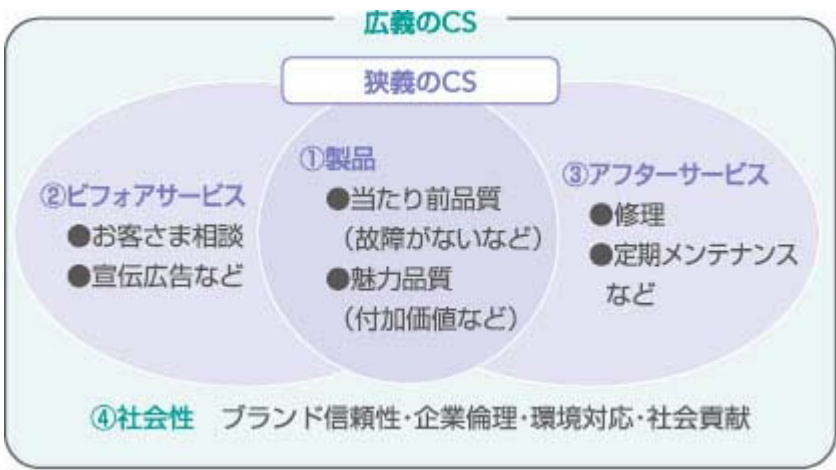 広義のCS
狭義のCS
①製品
●当たり前品質
（故障がないなど）
●魅力品質
（付加価値など）
②ビフォアサービス
●お客さま相談
●宣伝広告など
③アフターサービス
●修理
●定期メンテナンス
など
④社会性　ブランド信頼性・企業倫理・環境対応・社会貢献